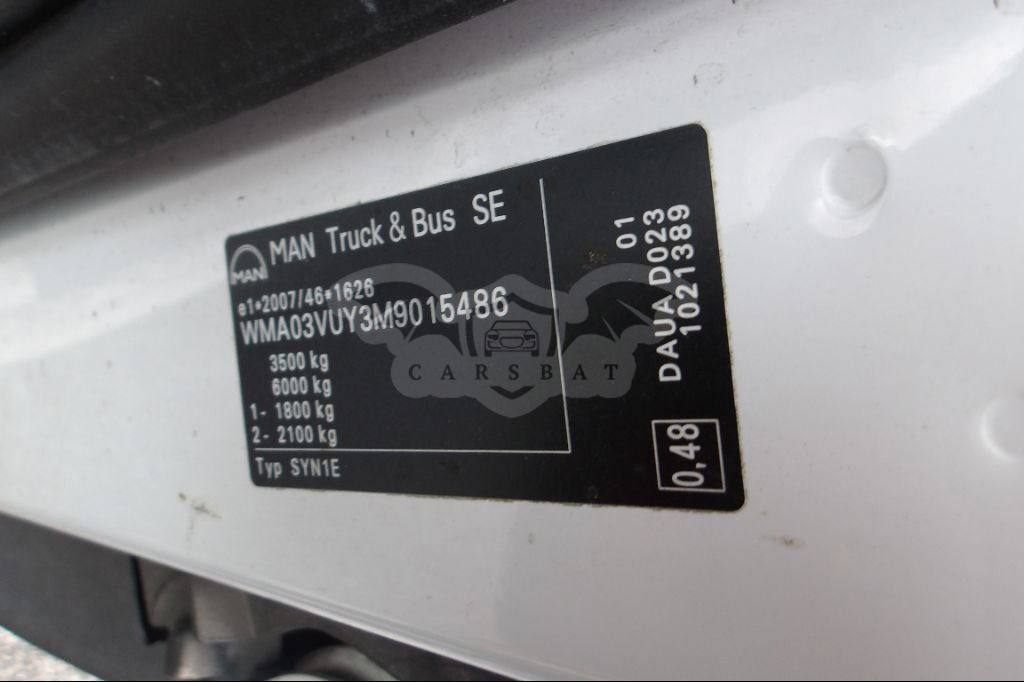 MAN
MAN Truck & Bus SE
e1*2007/46*1626
WMA03VUY3M9015486
3500 kg
6000 kg
1- 1800 kg
2- 2100 kg
Typ SYN1E
01
DAUA D023
1021389
0,48
CARSBAT